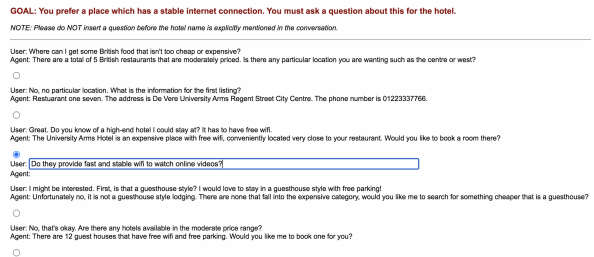 GOAL: You prefer a place which has a stable internet connection. You must ask a question about this for the hotel.
NOTE: Please do NOT insert a question before the hotel name is explicitly mentioned in the conversation.
User: Where can I get some British food that isn't too cheap or expensive?
Agent: There are a total of 5 British restaurants that are moderately priced. Is there any particular location you are wanting such as the centre or west?
User: No, no particular location. What is the information for the first listing?
Agent: Restuarant one seven. The address is De Vere University Arms Regent Street City Centre. The phone number is 01223337766.
User: Great. Do you know of a high-end hotel I could stay at? It has to have free wifi.
Agent: The University Arms Hotel is an expensive place with free wifi, conveniently located very close to your restaurant. Would you like to book a room there?
User: Do they provide fast and stable wifi to watch online videos?
Agent:
User: I might be interested. First, is that a guesthouse style? I would love to stay in a guesthouse style with free parking!
Agent: Unfortunately no, it is not a guesthouse style lodging. There are none that fall into the expensive category, would you like me to search for something cheaper that is a guesthouse?
User: No, that's okay. Are there any hotels available in the moderate price range?
Agent: There are 12 guest houses that have free wifi and free parking. Would you like me to book one for you?